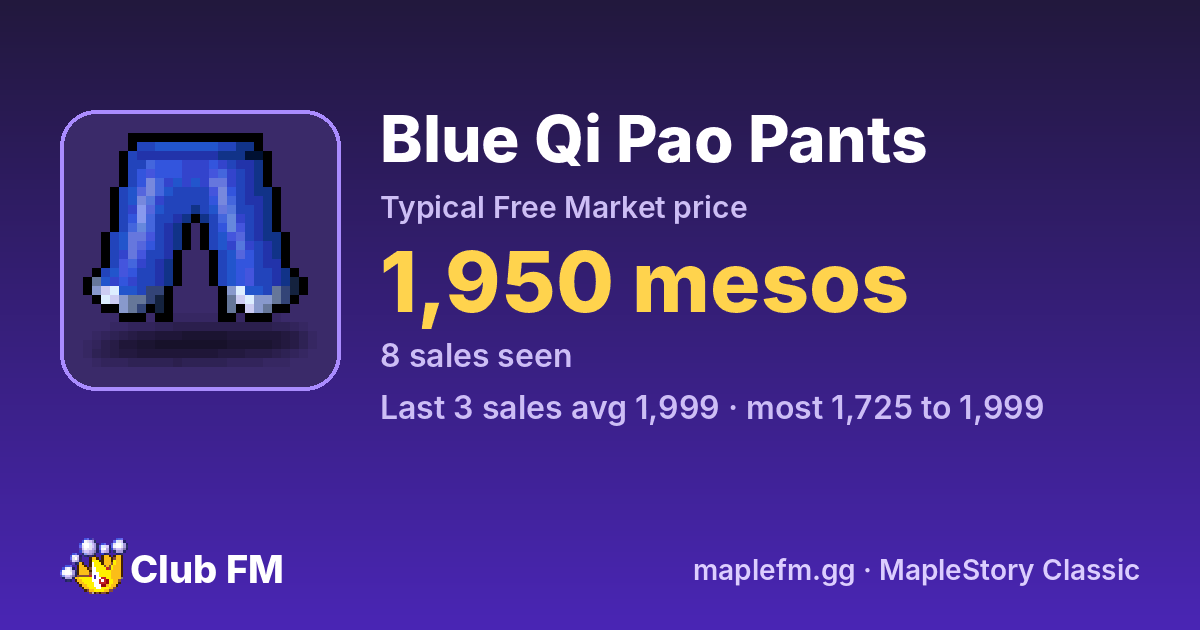 Blue Qi Pao Pants
Typical Free Market price
1,950 mesos
8 sales seen
Last 3 sales avg 1,999 · most 1,725 to 1,999
Club FM
maplefm.gg · MapleStory Classic